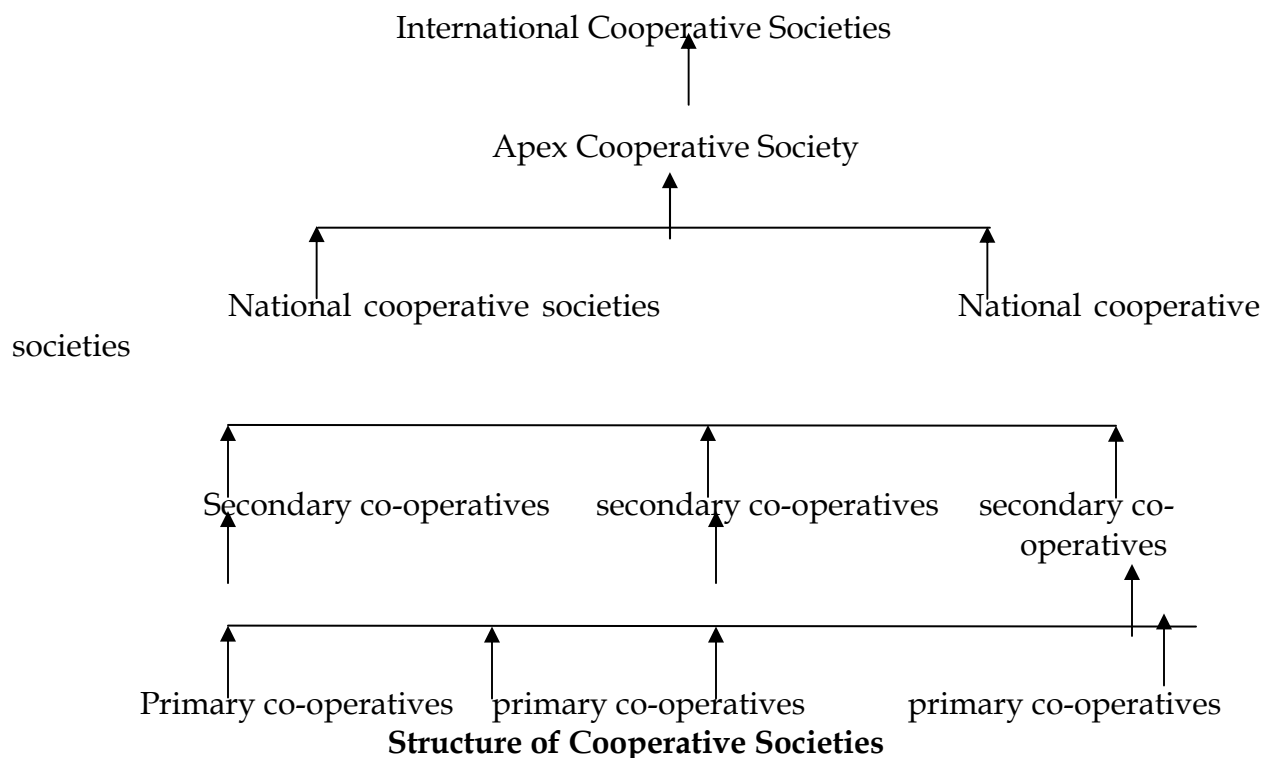 International Cooperative Societies
Apex Cooperative Society
National cooperative societies National cooperative
societies
Secondary co-operatives secondary co-operatives secondary co-
operatives
Primary co-operatives primary co-operatives primary co-operatives
Structure of Cooperative Societies